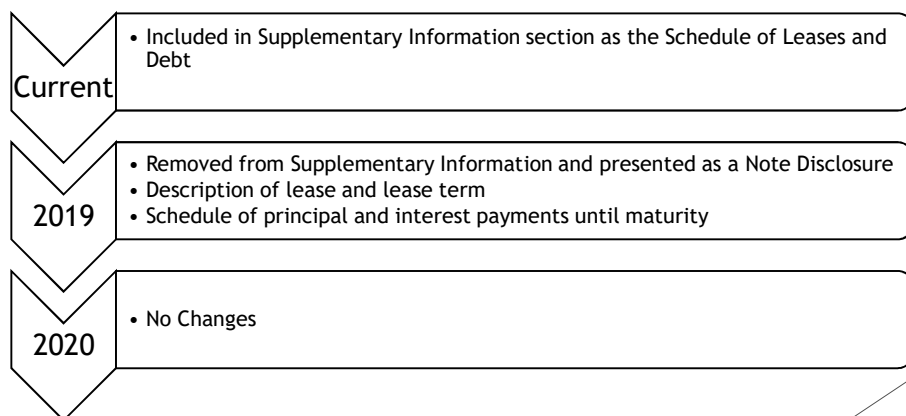 Current
• Included in Supplementary Information section as the Schedule of Leases and
Debt
2019
• Removed from Supplementary Information and presented as a Note Disclosure
• Description of lease and lease term
• Schedule of principal and interest payments until maturity
2020
• No Changes